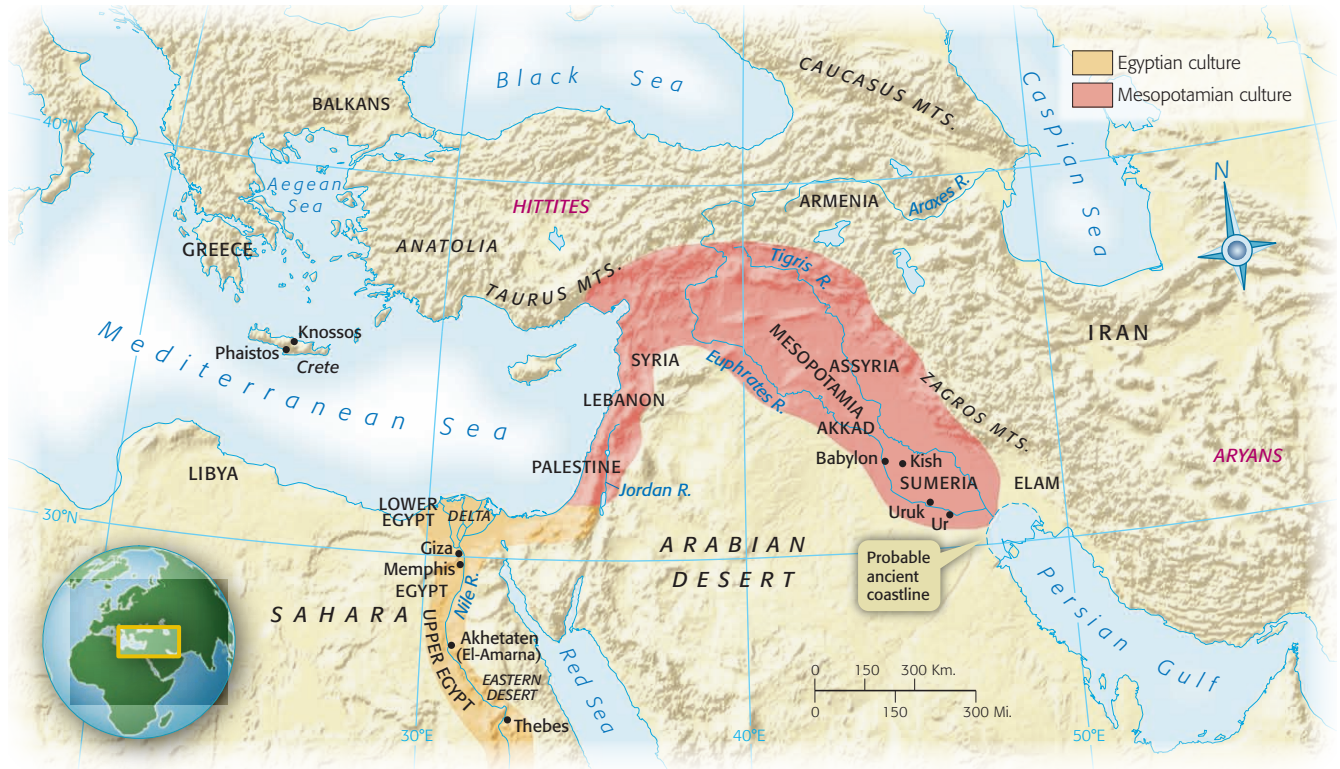 Egyptian culture
Mesopotamian culture
Black Sea
CAUCASUS MTS.
Caspian Sea
BALKANS
40°N
Aegean
Sea
HITTITES
ARMENIA
Araxes R.
N
GREECE
ANATOLIA
TAURUS MTS.
Tigris R.
IRAN
Knossos
Phaistos
Crete
Mediterranean Sea
SYRIA
MESOPOTAMIA
ASSYRIA
Euphrates R.
ZAGROS MTS.
LEBANON
AKKAD
Babylon
Kish
ARYANS
LIBYA
PALESTINE
Jordan R.
SUMERIA
ELAM
Uruk
Ur
30°N
LOWER
EGYPT
DELTA
Giza
Memphis
EGYPT
Nile R.
ARABIAN
DESERT
Probable
ancient
coastline
Persian Gulf
SAHARA
UPPER EGYPT
Akhetaten
(El-Amarna)
EASTERN
DESERT
Red Sea
Thebes
0 150 300 Km.
0 150 300 Mi.
30°E
40°E
50°E